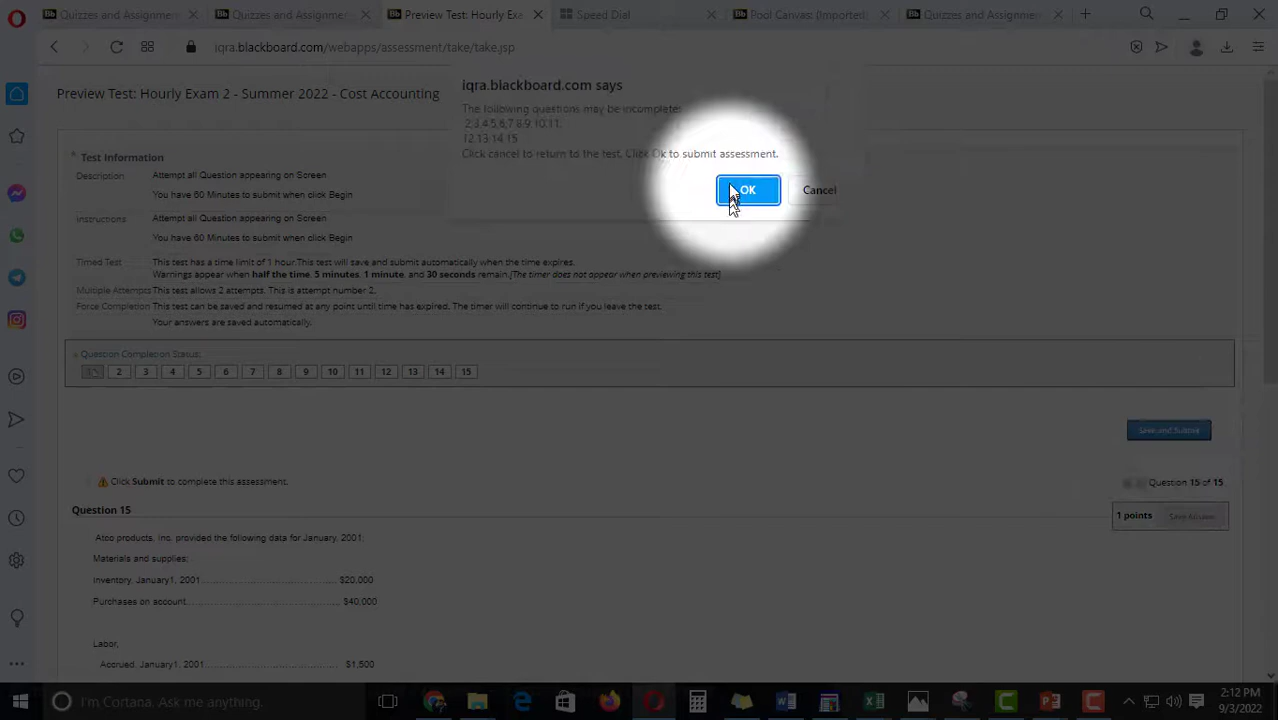 Quizzes and Assignme
Quizzes and Assignme
Preview Test: Hourly Exa
Speed Dial
Pool Canvas: (Imported:
Quizzes and Assignme
iqra.blackboard.com/webapps/assessment/take/take.jsp
Preview Test: Hourly Exam 2 - Summer 2022 - Cost Accounting
iqra.blackboard.com says
The following questions may be incomplete:
2,3,4,5,6,7,8,9,10,11,
12,13,14,15.
Click cancel to return to the test. Click Ok to submit assessment.
OK
Cancel
* Test Information
Description Attempt all Question appearing on Screen
You have 60 Minutes to submit when click Begin
Instructions Attempt all Question appearing on Screen
You have 60 Minutes to submit when click Begin
Timed Test This test has a time limit of 1 hour.This test will save and submit automatically when the time expires.
Warnings appear when half the time, 5 minutes, 1 minute, and 30 seconds remain.[The timer does not appear when previewing this test]
Multiple Attempts This test allows 2 attempts. This is attempt number 2.
Force Completion This test can be saved and resumed at any point until time has expired. The timer will continue to run if you leave the test.
Your answers are saved automatically.
Question Completion Status:
1 2 3 4 5 6 7 8 9 10 11 12 13 14 15
Save and Submit
Click Submit to complete this assessment.
Question 15 of 15
Question 15
1 points
Save Answer
Atco products, Inc. provided the following data for January, 2001;
Materials and supplies:
Inventory, January1, 2001 $20,000
Purchases on account $40,000
Labor,
Accrued, January1, 2001 $1,500
I'm Cortana. Ask me anything.
2:12 PM
9/3/2022